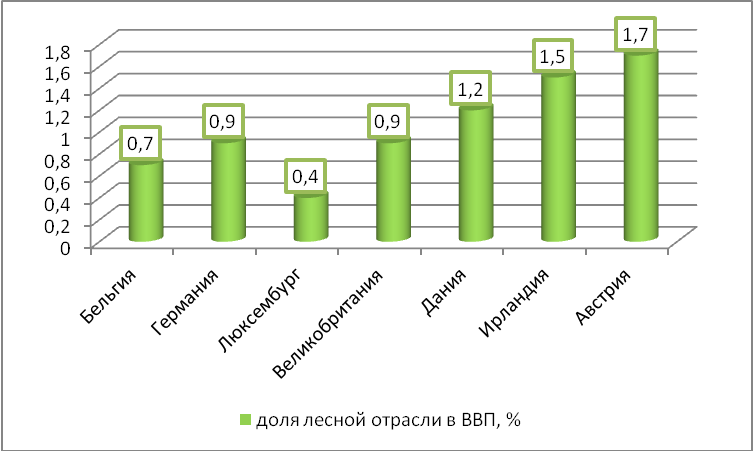 1,8
1,6
1,4
1,2
1
0,8
0,6
0,4
0,2
0
0,7
0,9
0,4
0,9
1,2
1,5
1,7
Бельгия
Германия
Люксембург
Великобритания
Дания
Ирландия
Австрия
доля лесной отрасли в ВВП, %